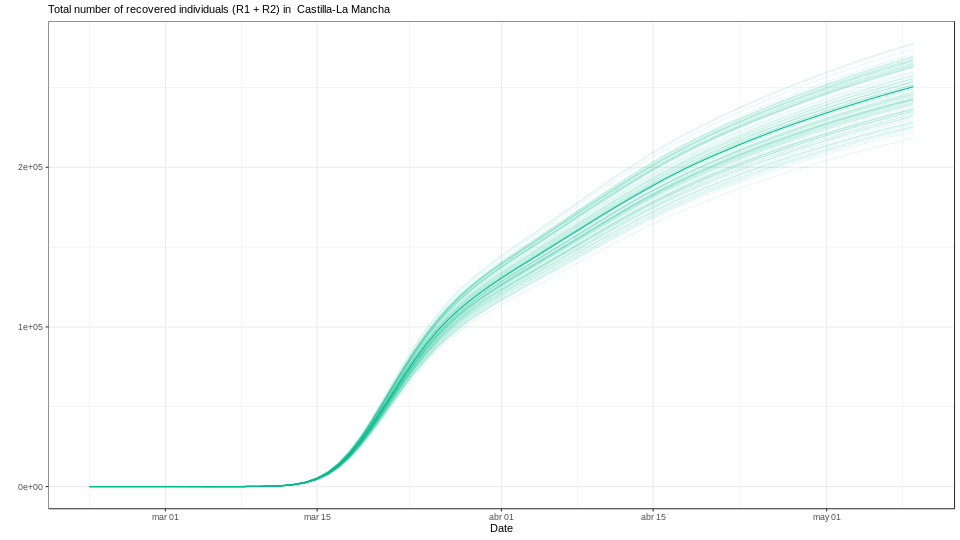 Total number of recovered individuals (R1 + R2) in  Castilla-La Mancha
2e+05
1e+05
0e+00
mar 01 mar 15 abr 01 abr 15 may 01
Date